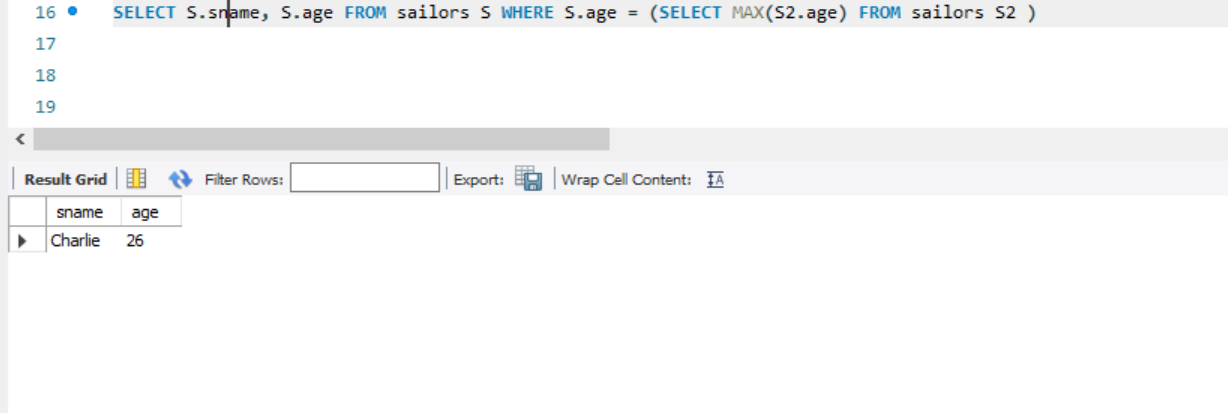 16 SELECT S.sname, S.age FROM sailors S WHERE S.age = (SELECT MAX(S2.age) FROM sailors S2 )
17
18
19
Result Grid Filter Rows: Export: Wrap Cell Content: IA
sname age
Charlie 26